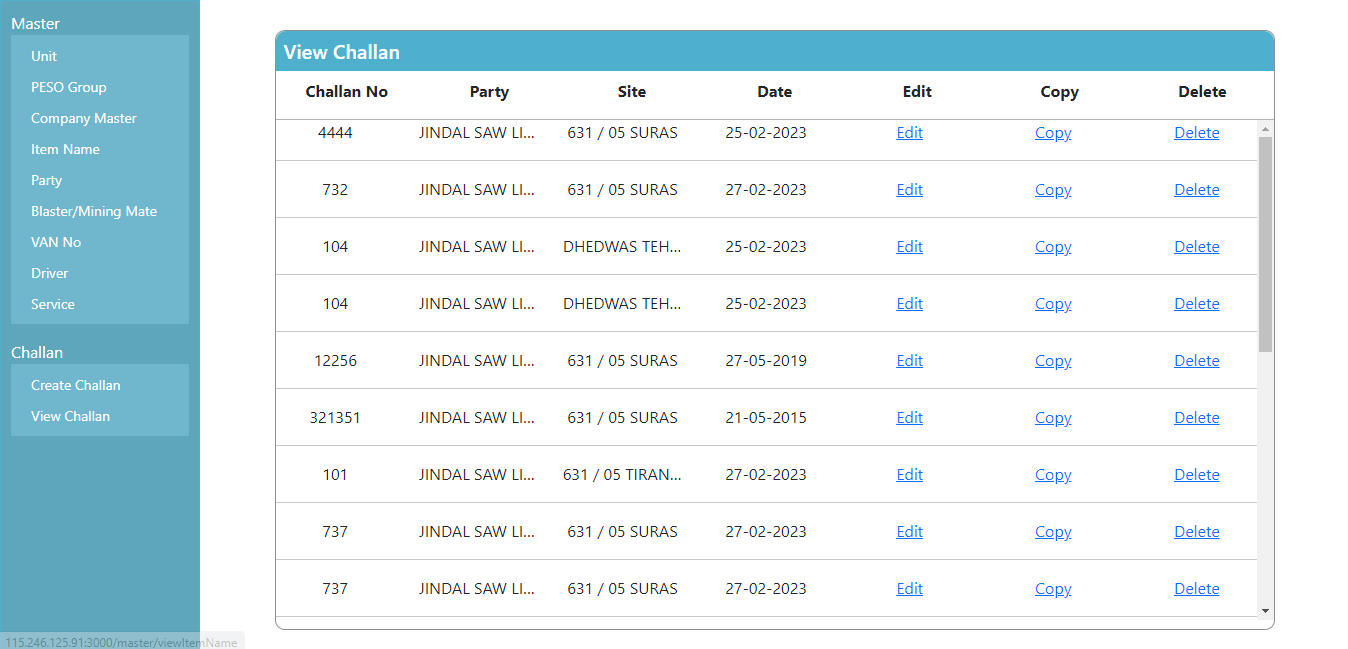 Master
Unit
PESO Group
Company Master
Item Name
Party
Blaster/Mining Mate
VAN No
Driver
Service
Challan
Create Challan
View Challan
View Challan
Challan No Party Site Date Edit Copy Delete
4444 JINDAL SAW LI... 631 / 05 SURAS 25-02-2023 Edit Copy Delete
732 JINDAL SAW LI... 631 / 05 SURAS 27-02-2023 Edit Copy Delete
104 JINDAL SAW LI... DHEDWAS TEH... 25-02-2023 Edit Copy Delete
104 JINDAL SAW LI... DHEDWAS TEH... 25-02-2023 Edit Copy Delete
12256 JINDAL SAW LI... 631 / 05 SURAS 27-05-2019 Edit Copy Delete
321351 JINDAL SAW LI... 631 / 05 SURAS 21-05-2015 Edit Copy Delete
101 JINDAL SAW LI... 631 / 05 TIRAN... 27-02-2023 Edit Copy Delete
737 JINDAL SAW LI... 631 / 05 SURAS 27-02-2023 Edit Copy Delete
737 JINDAL SAW LI... 631 / 05 SURAS 27-02-2023 Edit Copy Delete
115.246.125.91:3000/master/viewItemName